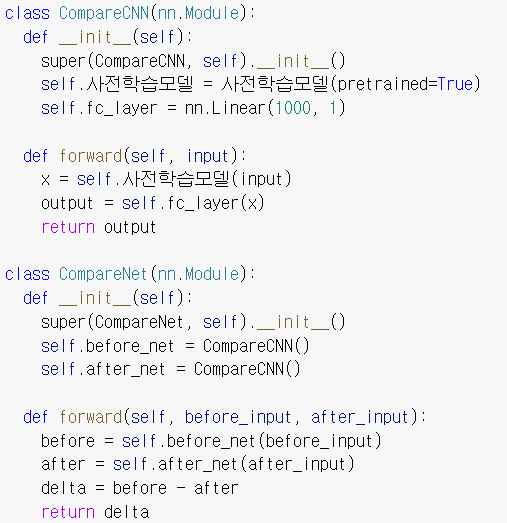 class CompareCNN(nn.Module):
  def __init__(self):
    super(CompareCNN, self).__init__()
    self.사전학습모델 = 사전학습모델(pretrained=True)
    self.fc_layer = nn.Linear(1000, 1)

  def forward(self, input):
    x = self.사전학습모델(input)
    output = self.fc_layer(x)
    return output

class CompareNet(nn.Module):
  def __init__(self):
    super(CompareNet, self).__init__()
    self.before_net = CompareCNN()
    self.after_net = CompareCNN()

  def forward(self, before_input, after_input):
    before = self.before_net(before_input)
    after = self.after_net(after_input)
    delta = before - after
    return delta